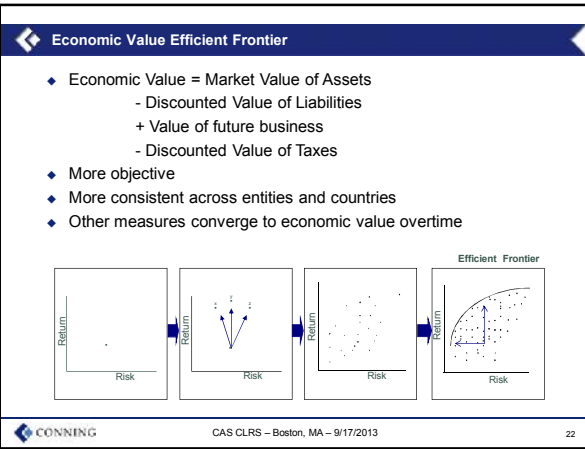 Economic Value Efficient Frontier
◆ Economic Value = Market Value of Assets
- Discounted Value of Liabilities
+ Value of future business
- Discounted Value of Taxes
◆ More objective
◆ More consistent across entities and countries
◆ Other measures converge to economic value overtime
Efficient Frontier
Return
Risk
Return
Risk
Return
Risk
Return
Risk
CONNING
CAS CLRS – Boston, MA – 9/17/2013
22